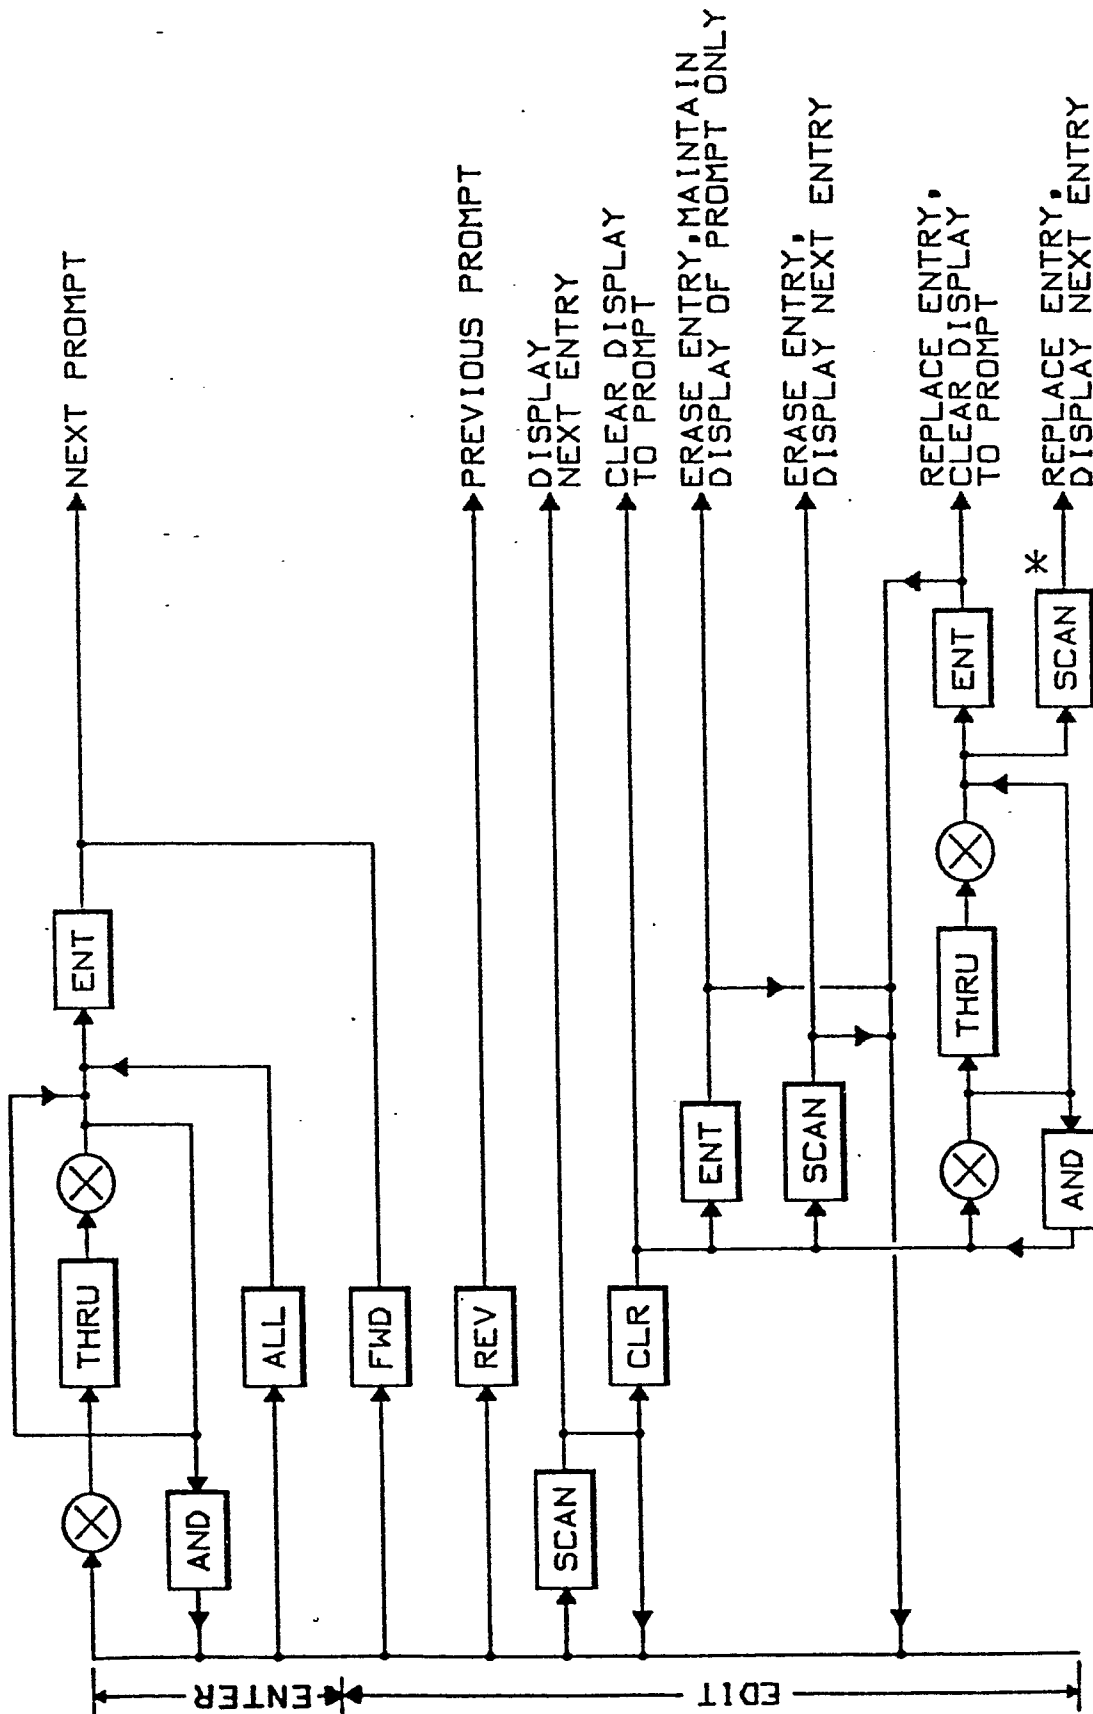 ENTER
EDIT
THRU
ENT
NEXT PROMPT
AND
ALL
FWD
REV
PREVIOUS PROMPT
SCAN
DISPLAY
NEXT ENTRY
CLR
CLEAR DISPLAY
TO PROMPT
ENT
ERASE ENTRY,MAINTAIN
DISPLAY OF PROMPT ONLY
SCAN
ERASE ENTRY,
DISPLAY NEXT ENTRY
THRU
ENT
REPLACE ENTRY,
CLEAR DISPLAY
TO PROMPT
AND
SCAN
*
REPLACE ENTRY,
DISPLAY NEXT ENTRY